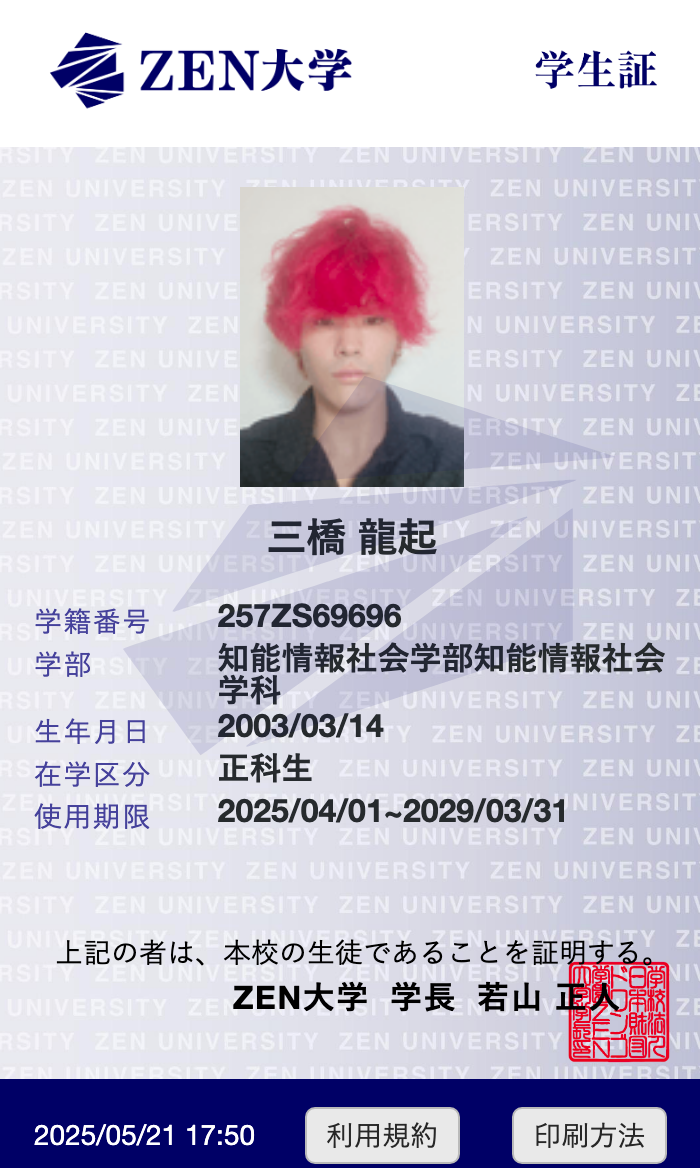 ZEN大学
学生証
三橋 龍起
学籍番号 257ZS69696
学部 知能情報社会学部知能情報社会
学科
生年月日 2003/03/14
在学区分 正科生
使用期限 2025/04/01~2029/03/31
上記の者は、本校の生徒であることを証明する。
ZEN大学 学長 若山 正人
2025/05/21 17:50
利用規約
印刷方法
ZEN UNIVERSITY